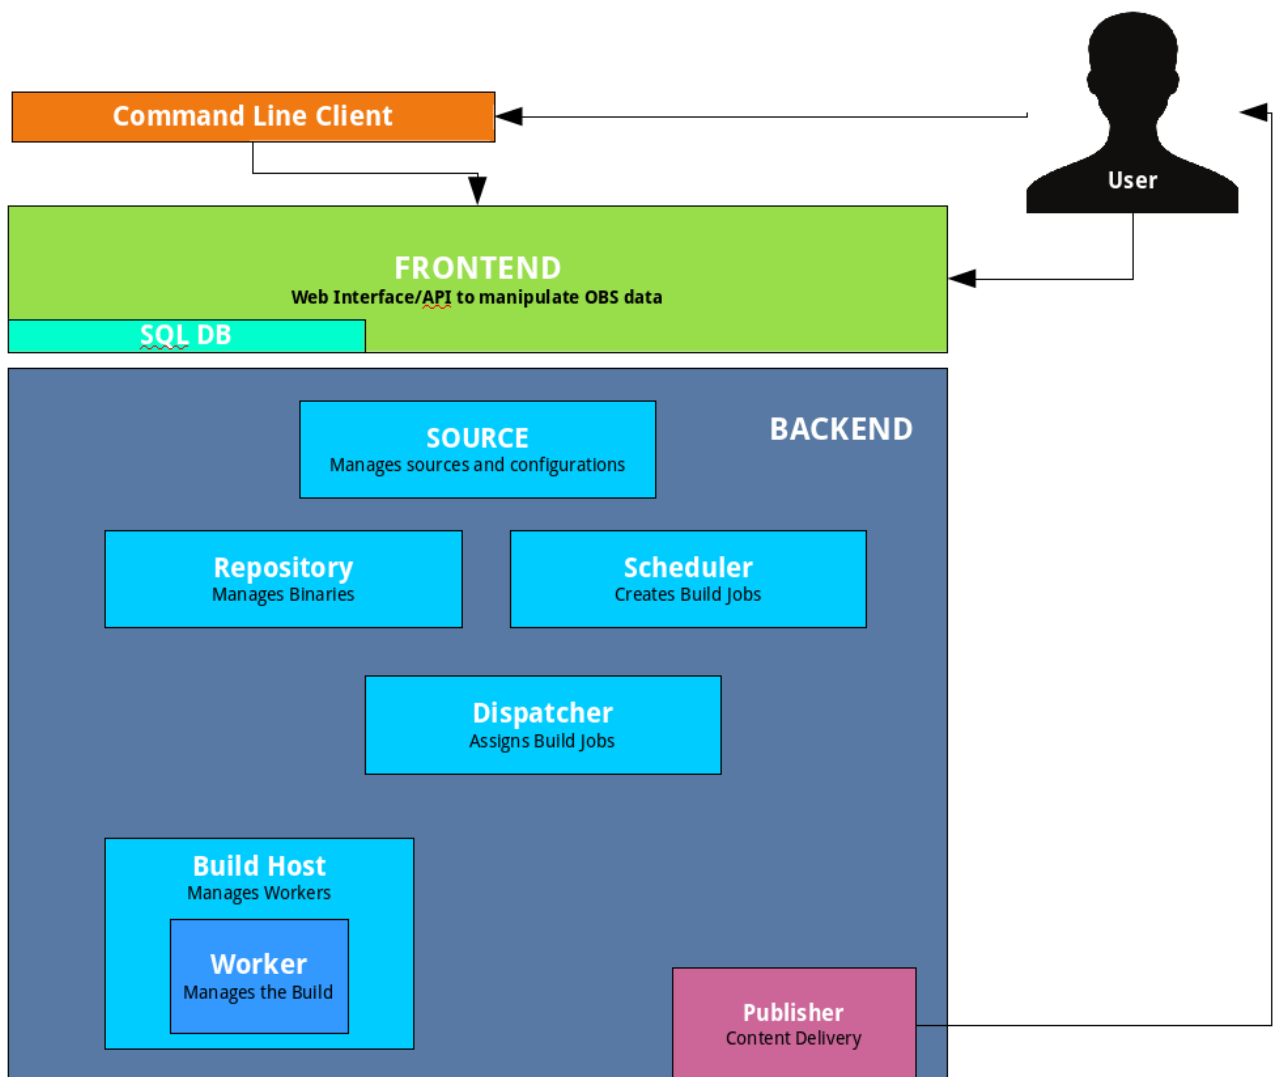 Command Line Client
User
FRONTEND
Web Interface/API to manipulate OBS data
SQL DB
BACKEND
SOURCE
Manages sources and configurations
Repository
Manages Binaries
Scheduler
Creates Build Jobs
Dispatcher
Assigns Build Jobs
Build Host
Manages Workers
Worker
Manages the Build
Publisher
Content Delivery